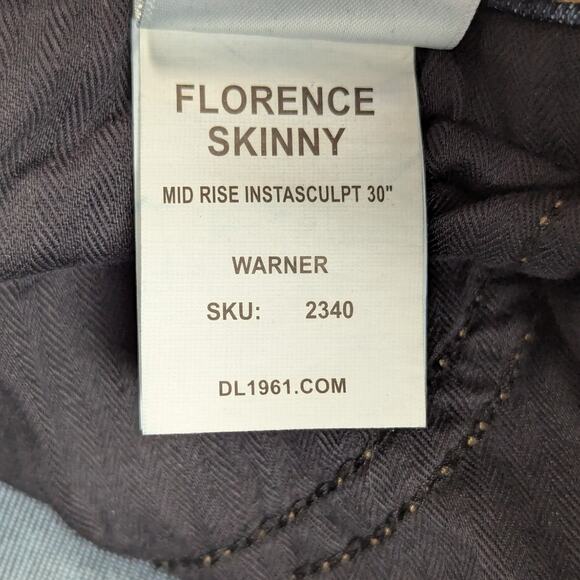 FLORENCE
SKINNY
MID RISE INSTASCULPT 30"
WARNER
SKU: 2340
DL1961.COM